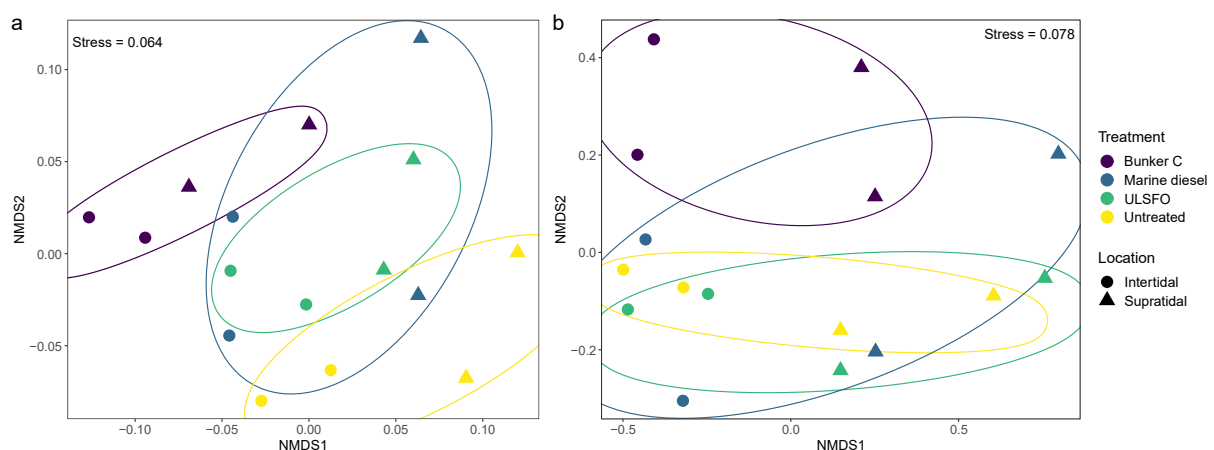 a
Stress = 0.064
0.10
0.05
0.00
−0.05
NMDS2
−0.10
−0.05
0.00
0.05
0.10
NMDS1
b
Stress = 0.078
0.4
0.2
0.0
−0.2
NMDS2
−0.5
0.0
0.5
NMDS1
Treatment
Bunker C
Marine diesel
ULSFO
Untreated
Location
Intertidal
Supratidal